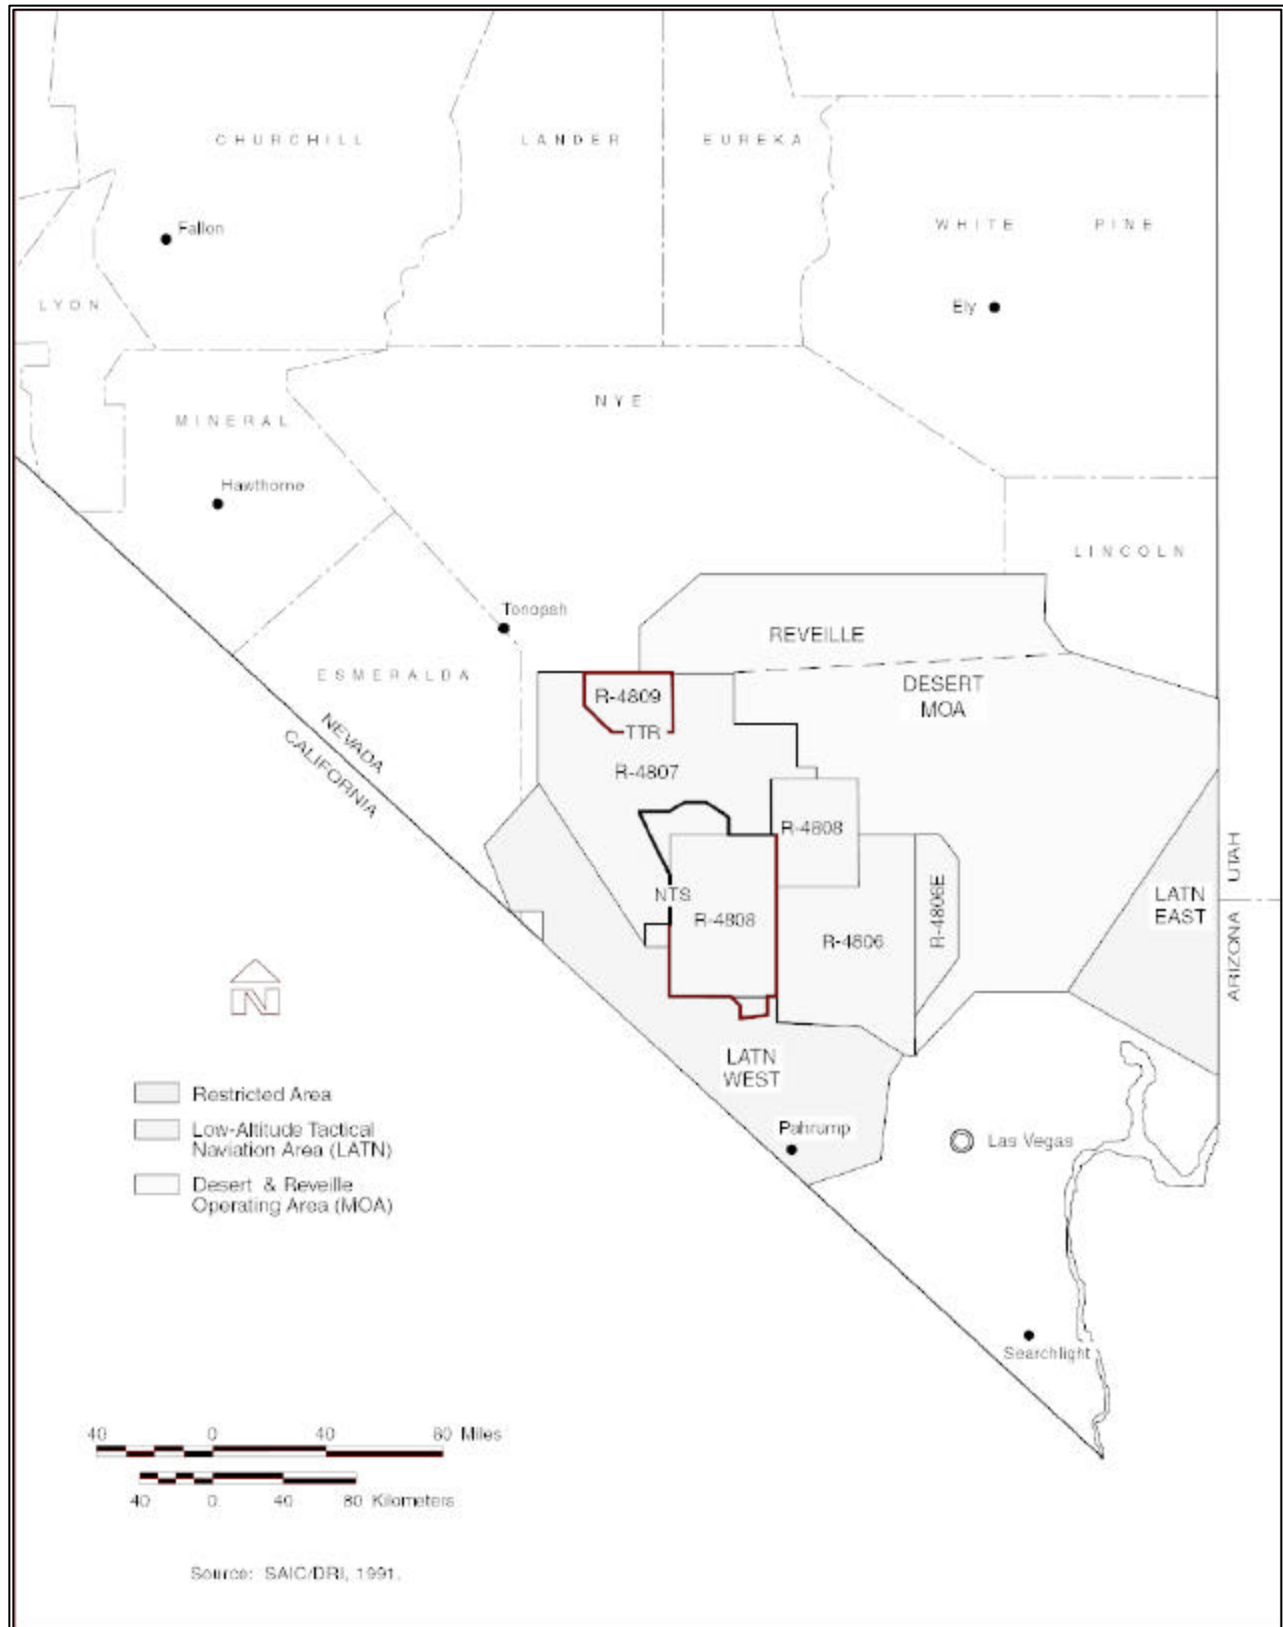 CHURCHILL
LANDER
EUREKA
WHITE PINE
Fallon
LYON
Ely
NYE
MINERAL
Hawthorne
LINCOLN
Tonopah
REVEILLE
ESMERALDA
DESERT
MOA
R-4809
TTR
NEVADA
CALIFORNIA
R-4807
R-4808
UTAH
ARIZONA
NTS
R-4808
R-4806
R-4806E
LATN
EAST
N
LATN
WEST
Restricted Area
Low-Altitude Tactical
Naviation Area (LATN)
Desert & Reveille
Operating Area (MOA)
Pahrump
Las Vegas
Searchlight
40 0 40 80 Miles
40 0 40 80 Kilometers
Source: SAIC/DRI, 1991.